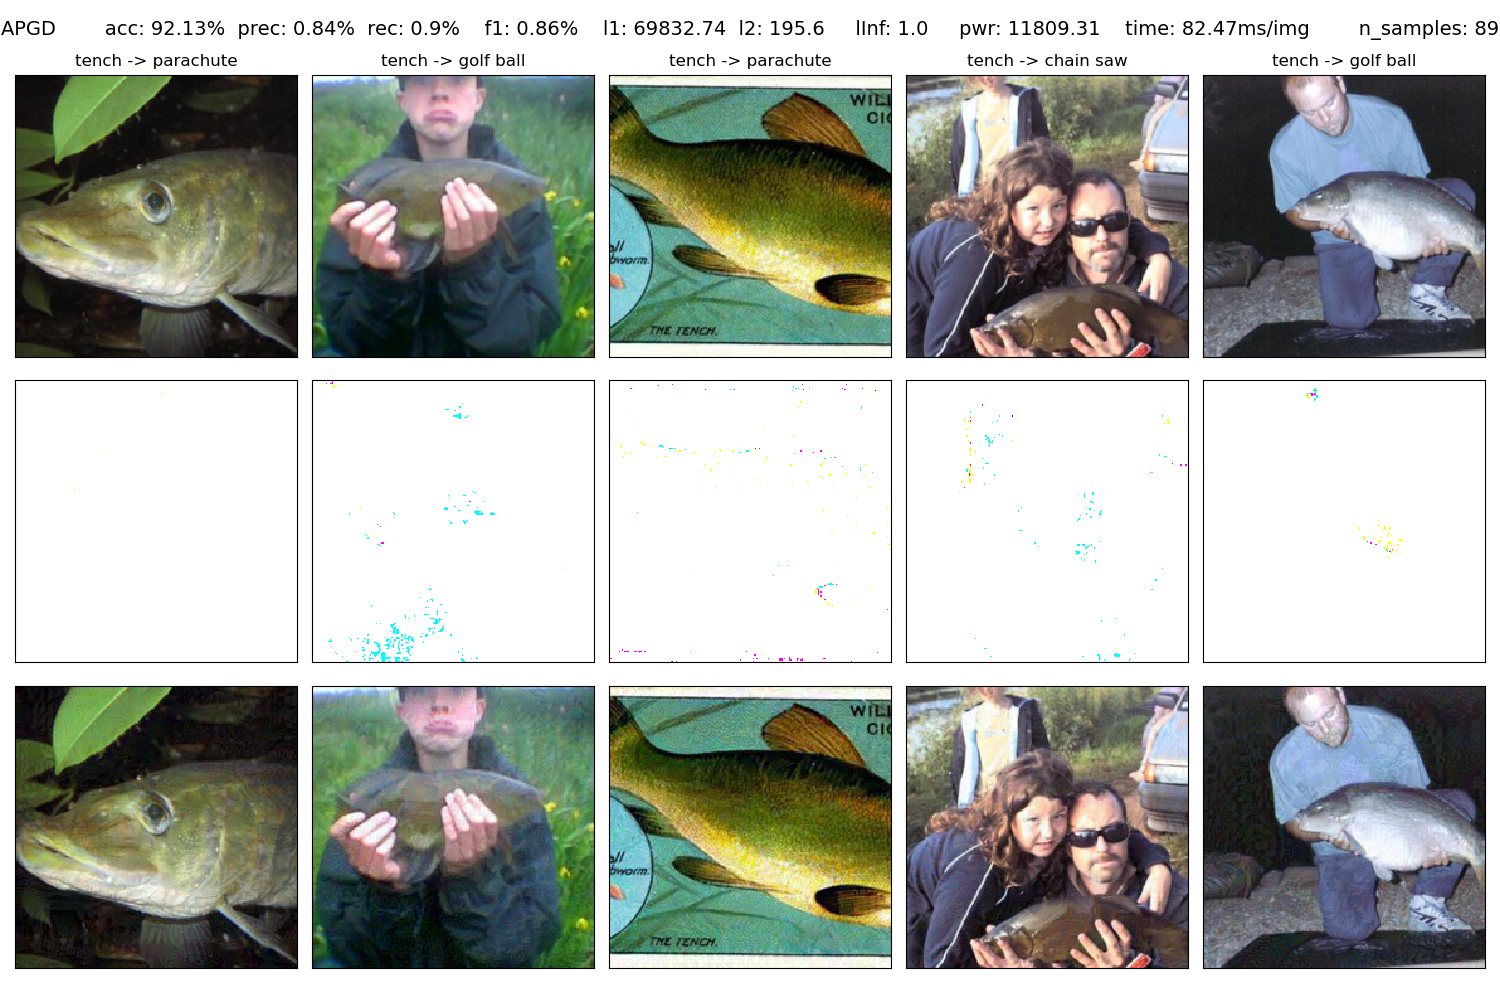 APGD acc: 92.13% prec: 0.84% rec: 0.9% f1: 0.86% l1: 69832.74 l2: 195.6 lInf: 1.0 pwr: 11809.31 time: 82.47ms/img n_samples: 89
tench -> parachute
tench -> golf ball
tench -> parachute
tench -> chain saw
tench -> golf ball
WILL
CIG
all
bworm.
THE TENCH.
WILL
CIG
all
bworm.
THE TENCH.